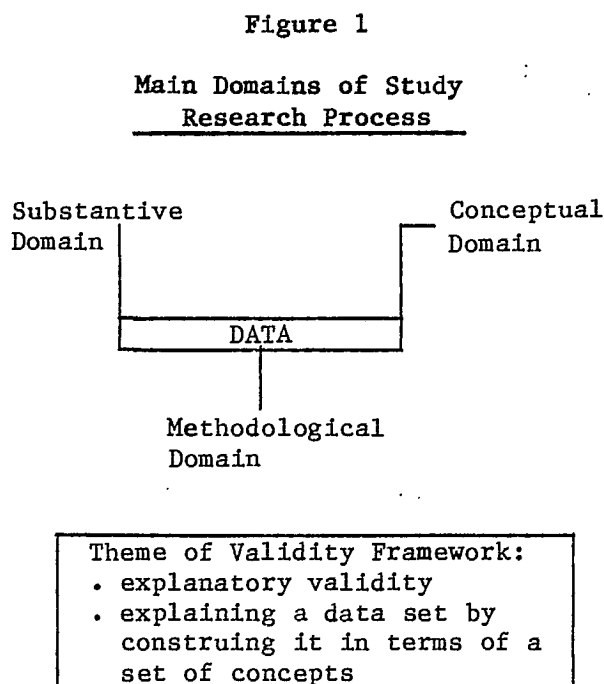 Figure 1
Main Domains of Study
Research Process
Substantive
Domain
Conceptual
Domain
DATA
Methodological
Domain
Theme of Validity Framework:
• explanatory validity
• explaining a data set by
construing it in terms of a
set of concepts